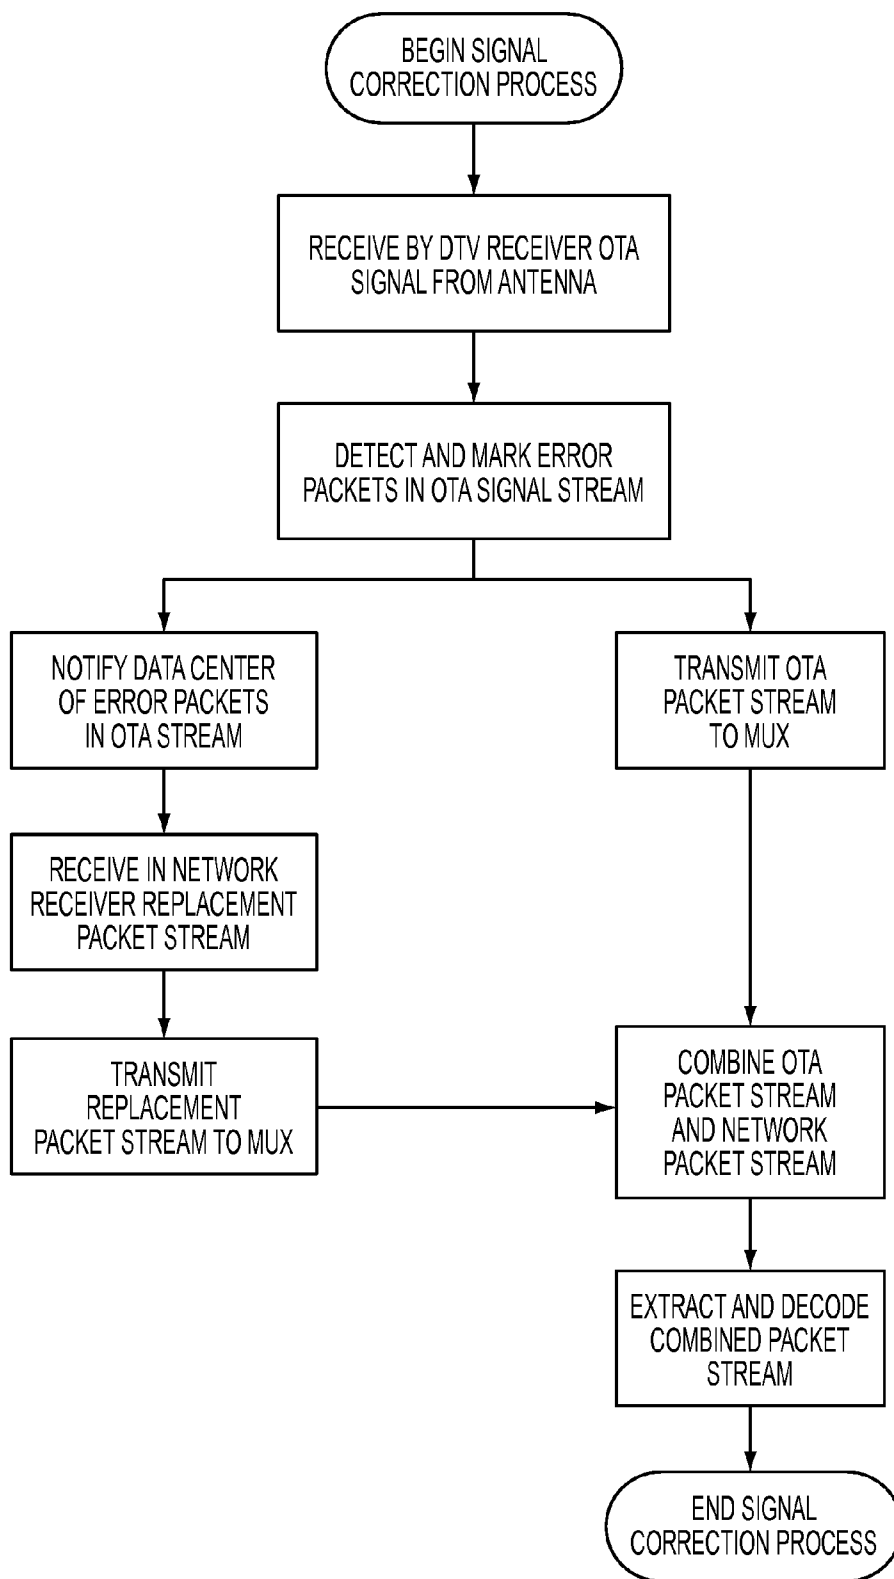 BEGIN SIGNAL
CORRECTION PROCESS
RECEIVE BY DTV RECEIVER OTA
SIGNAL FROM ANTENNA
DETECT AND MARK ERROR
PACKETS IN OTA SIGNAL STREAM
NOTIFY DATA CENTER
OF ERROR PACKETS
IN OTA STREAM
TRANSMIT OTA
PACKET STREAM
TO MUX
RECEIVE IN NETWORK
RECEIVER REPLACEMENT
PACKET STREAM
TRANSMIT
REPLACEMENT
PACKET STREAM TO MUX
COMBINE OTA
PACKET STREAM
AND NETWORK
PACKET STREAM
EXTRACT AND DECODE
COMBINED PACKET
STREAM
END SIGNAL
CORRECTION PROCESS